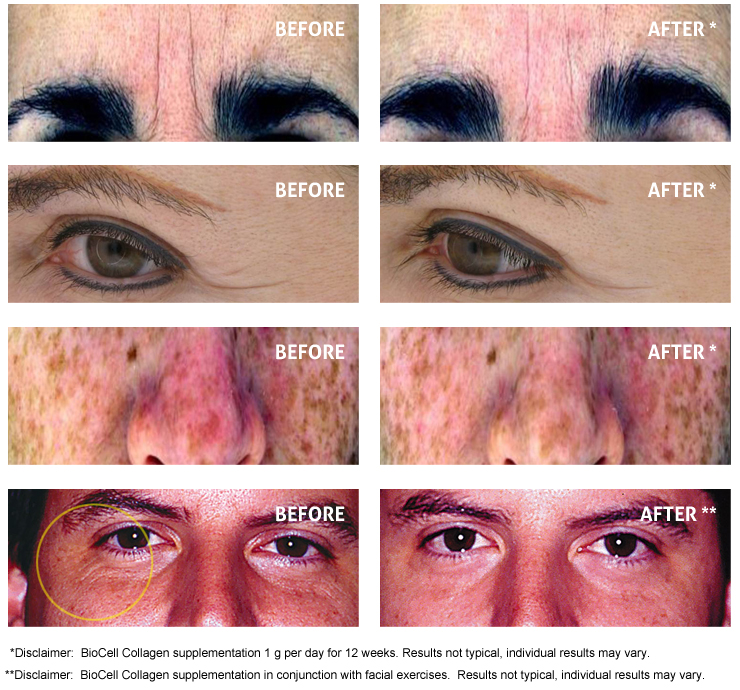 BEFORE
AFTER *
BEFORE
AFTER *
BEFORE
AFTER *
BEFORE
AFTER **
*Disclaimer:  BioCell Collagen supplementation 1 g per day for 12 weeks. Results not typical, individual results may vary.
**Disclaimer:  BioCell Collagen supplementation in conjunction with facial exercises.  Results not typical, individual results may vary.